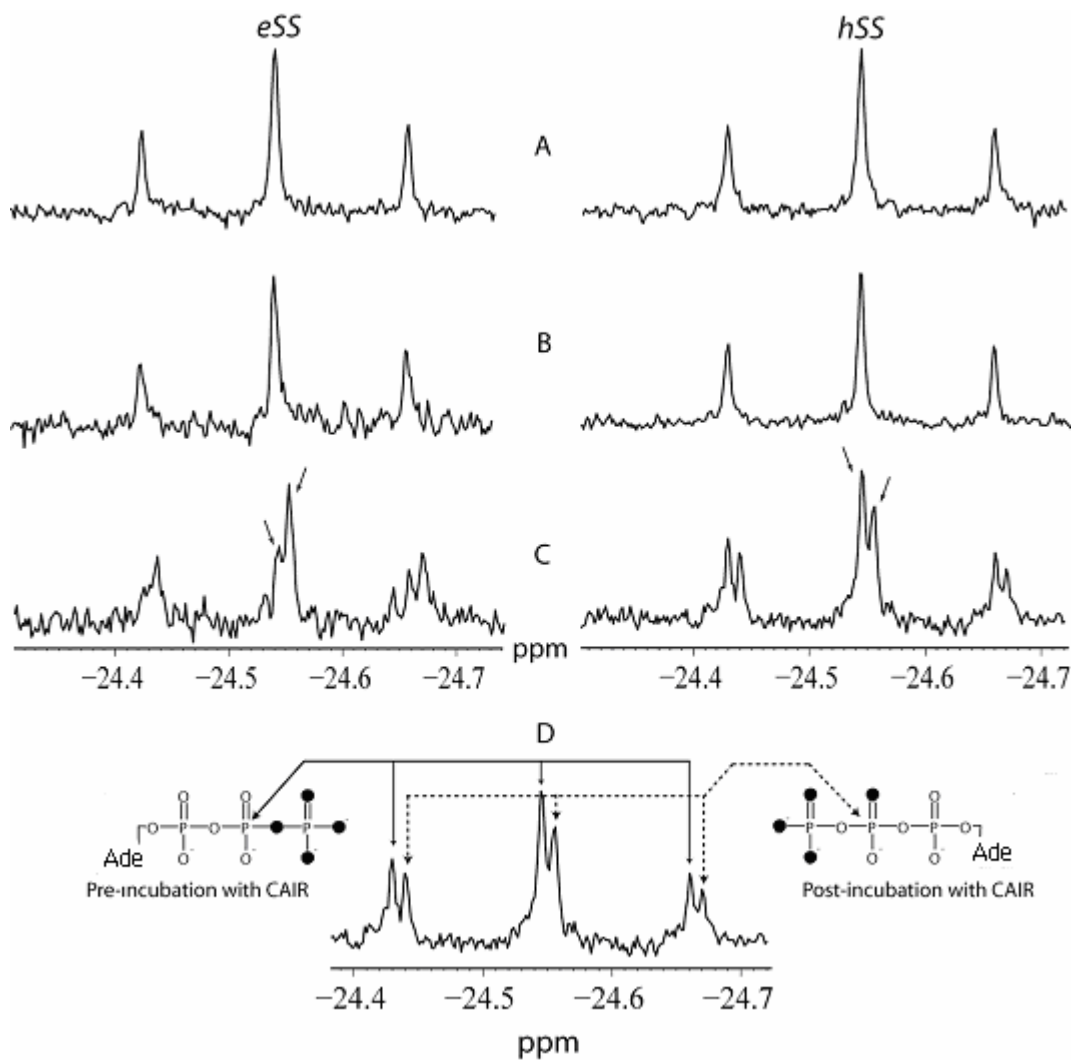 eSS hSS
A
B
C
ppm
−24.4 −24.5 −24.6 −24.7 −24.4 −24.5 −24.6 −24.7
D
O O O P O P P P O P P O P O
O⁻ O⁻ O⁻
Ade Ade
Pre-incubation with CAIR Post-incubation with CAIR
−24.4 −24.5 −24.6 −24.7
ppm